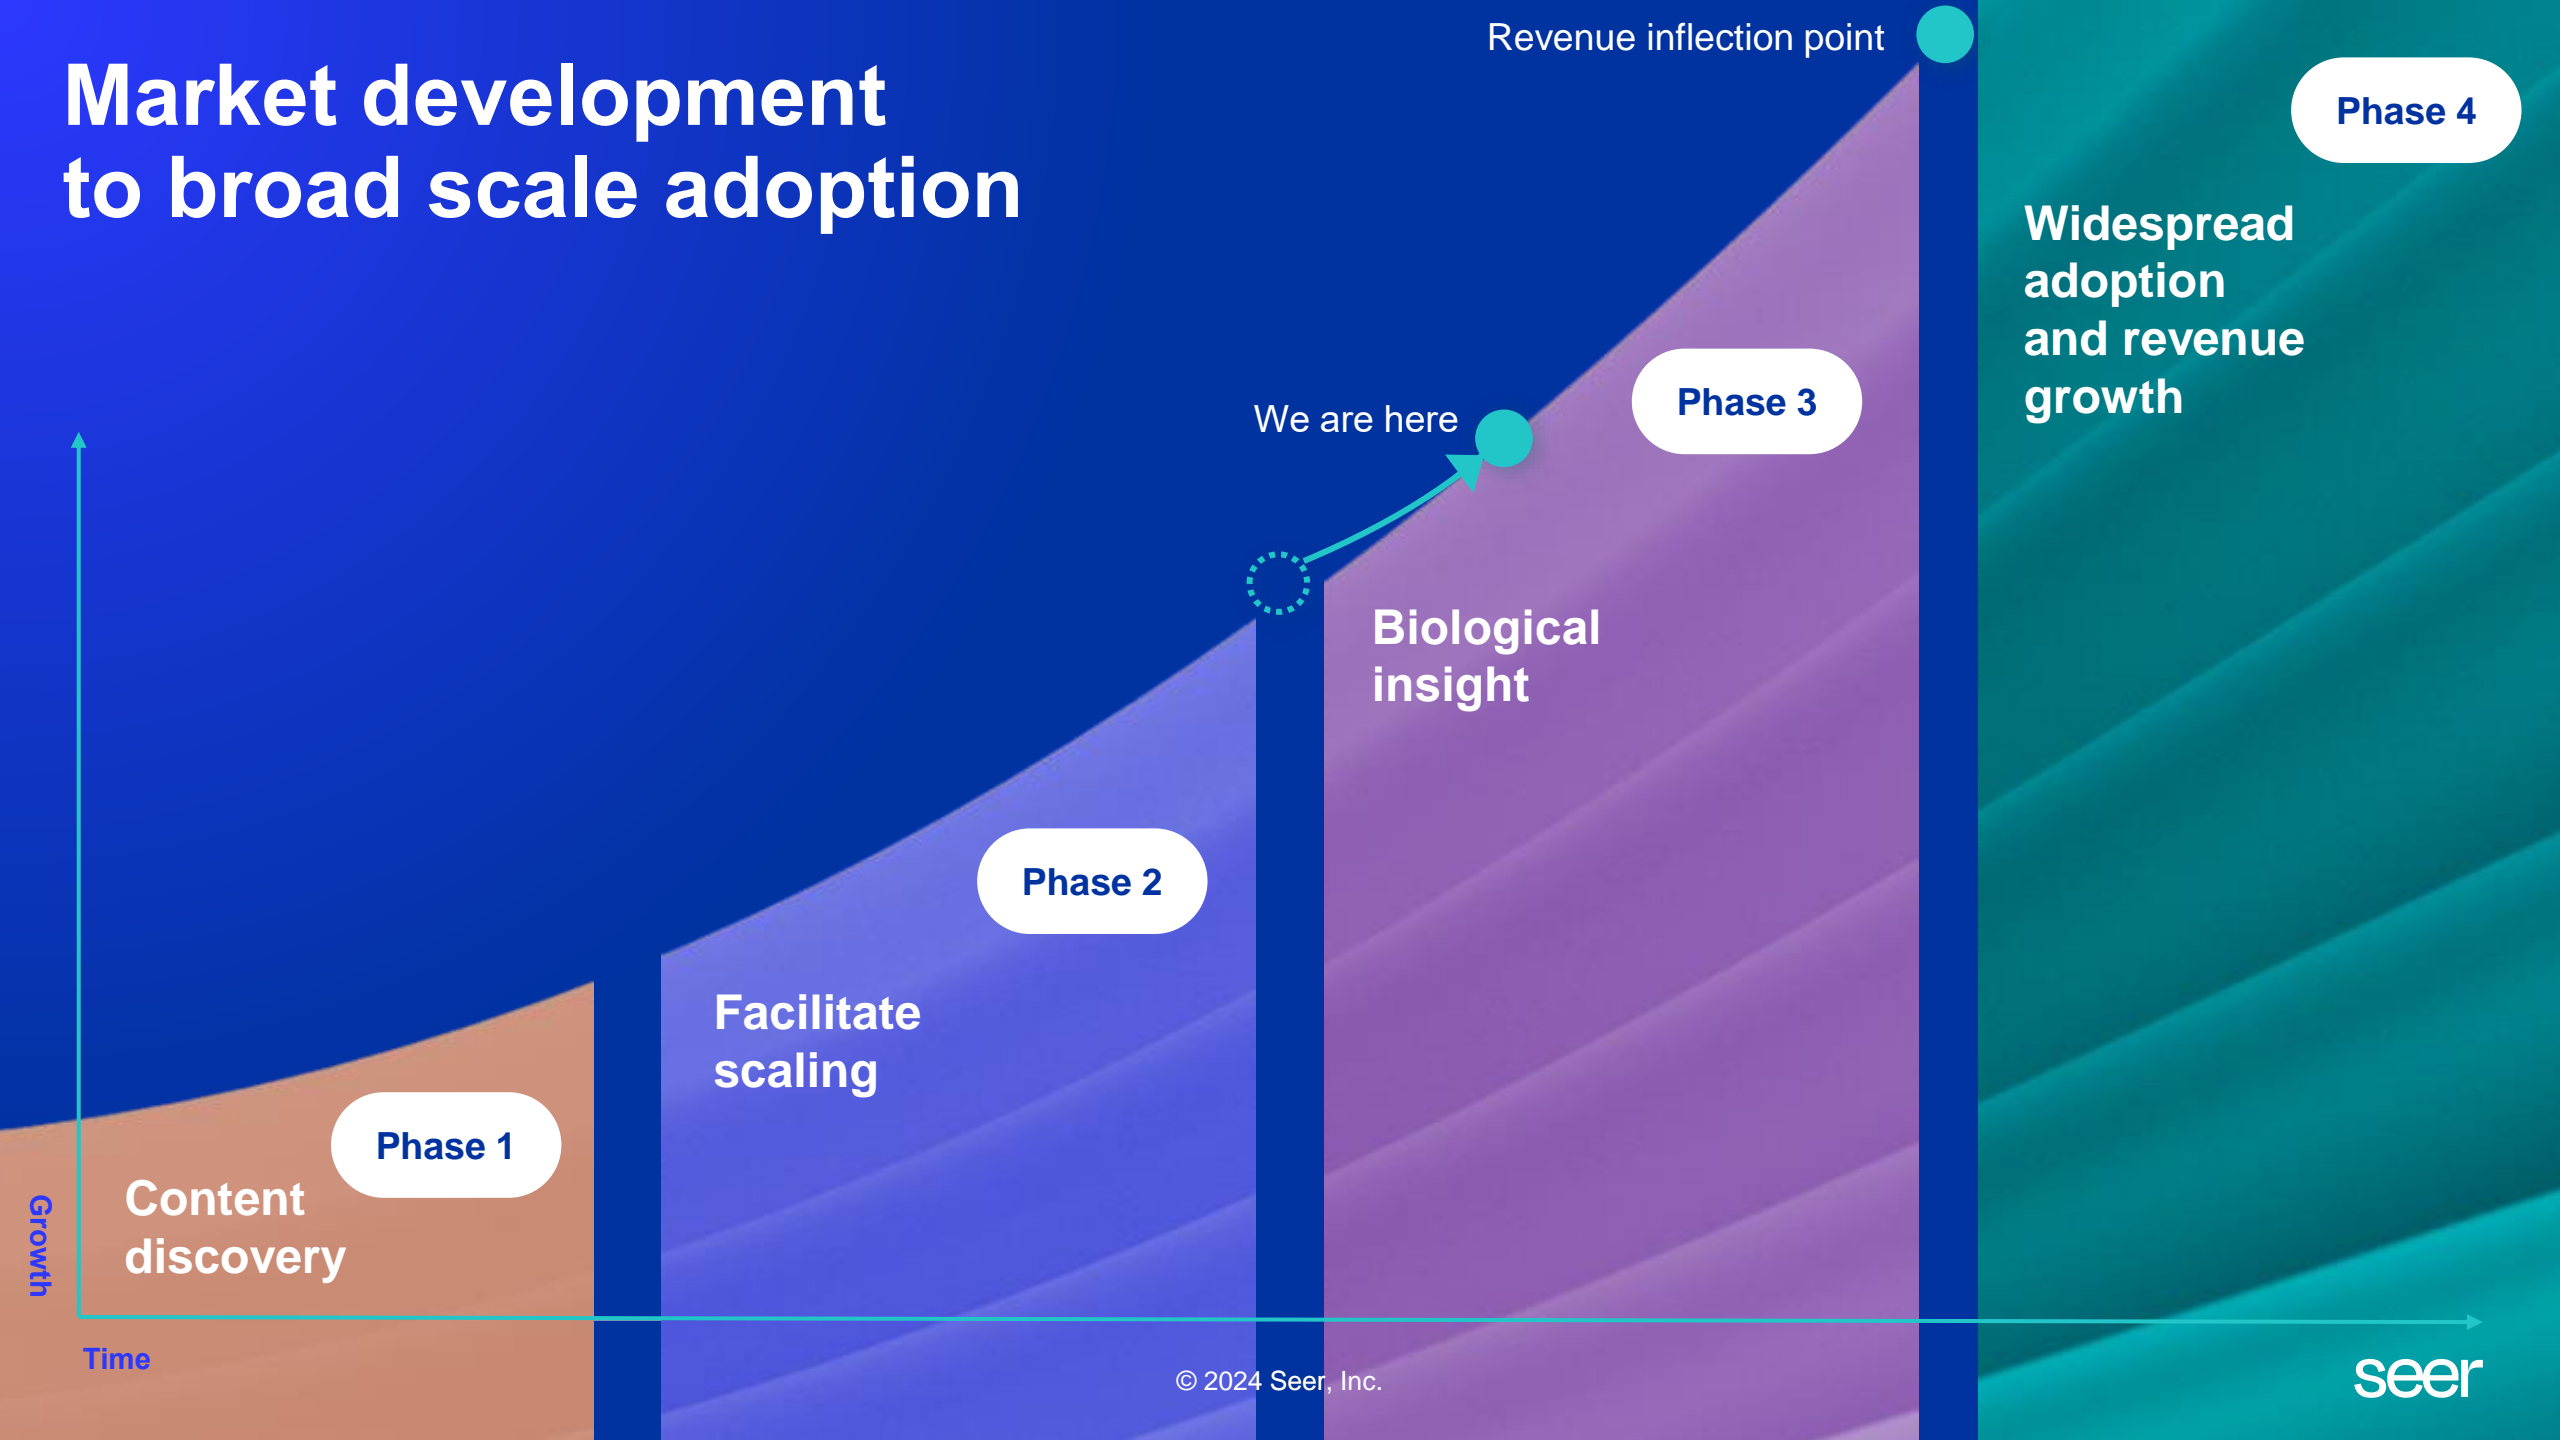 Market development
to broad scale adoption
Revenue inflection point
Phase 4
Widespread
adoption
and revenue
growth
We are here
Phase 3
Biological
insight
Phase 2
Facilitate
scaling
Phase 1
Content
discovery
Growth
Time
© 2024 Seer, Inc.
seer